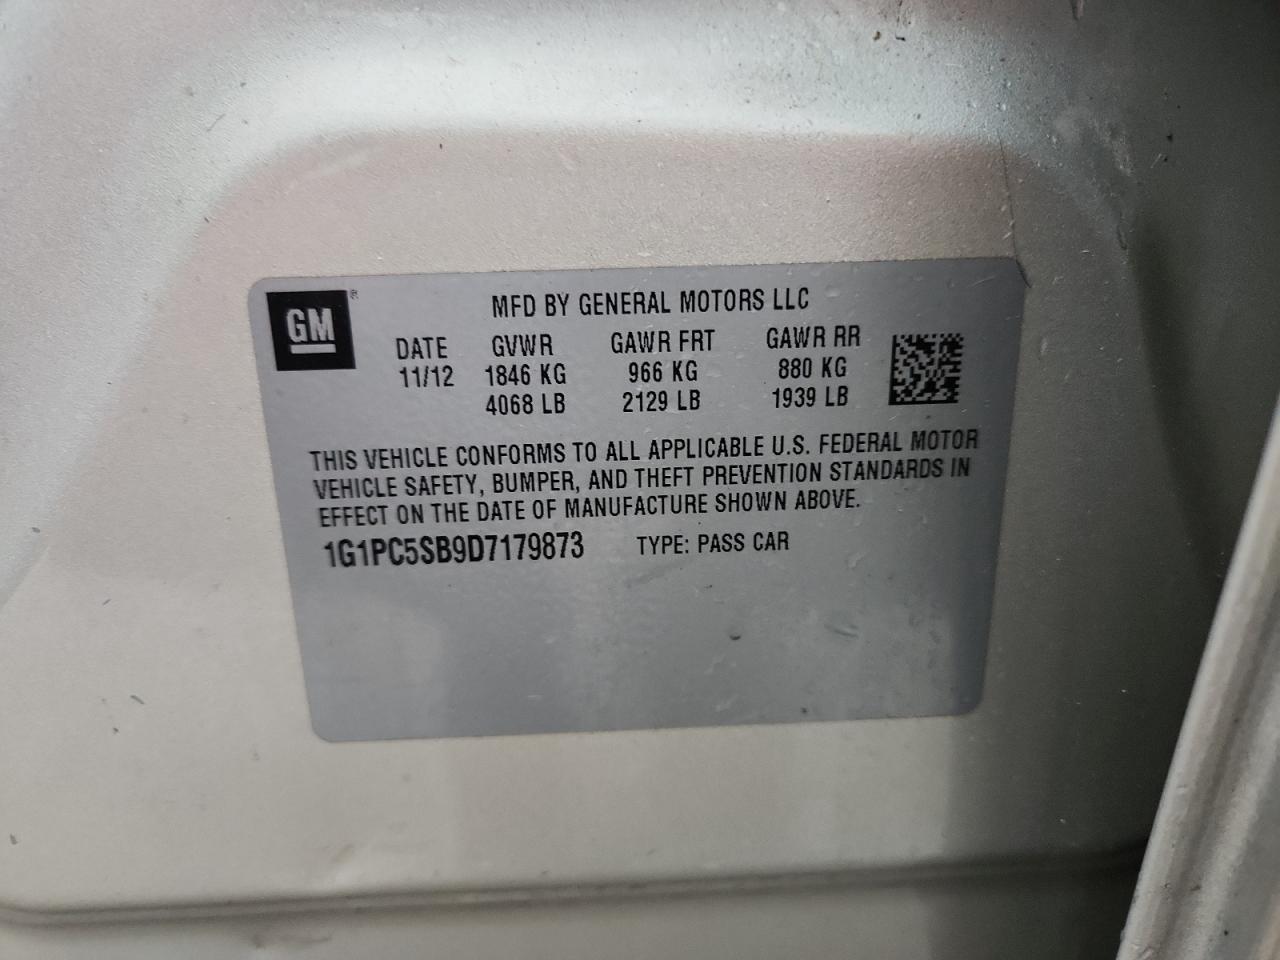 GM®
MFD BY GENERAL MOTORS LLC
DATE GVWR GAWR FRT GAWR RR
11/12 1846 KG 966 KG 880 KG
4068 LB 2129 LB 1939 LB
THIS VEHICLE CONFORMS TO ALL APPLICABLE U.S. FEDERAL MOTOR
VEHICLE SAFETY, BUMPER, AND THEFT PREVENTION STANDARDS IN
EFFECT ON THE DATE OF MANUFACTURE SHOWN ABOVE.
1G1PC5SB9D7179873 TYPE: PASS CAR